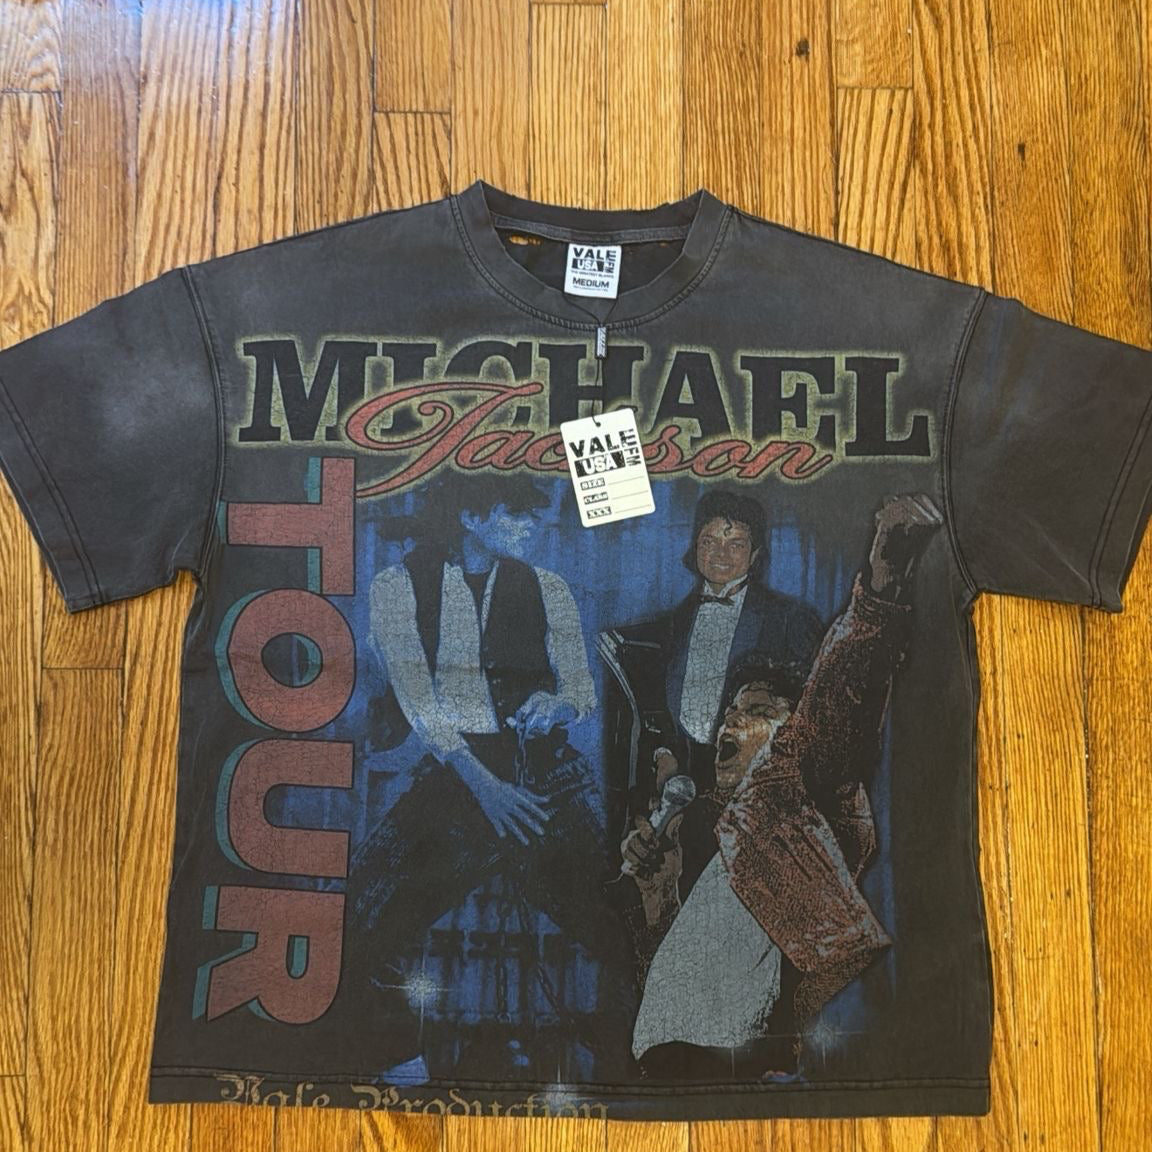 VALE
USA
MEDIUM
MICHAEL
Jackson
VALE
USA
SIZE
XXX
TOUR
Vale Production